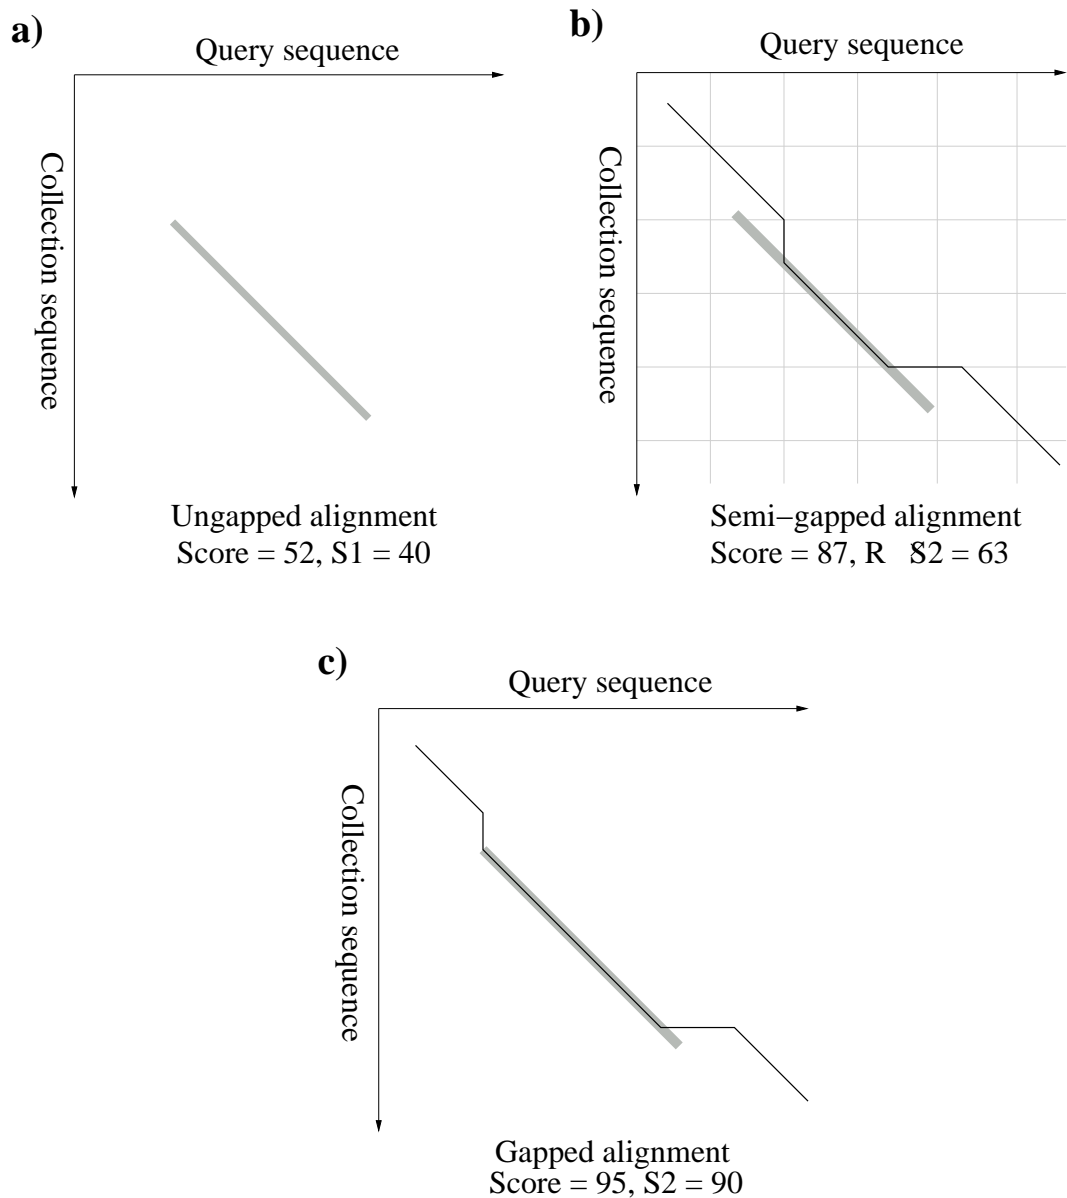 a)
Query sequence
Collection sequence
Ungapped alignment
Score = 52, S1 = 40
b)
Query sequence
Collection sequence
Semi−gapped alignment
Score = 87, R S2 = 63
c)
Query sequence
Collection sequence
Gapped alignment
Score = 95, S2 = 90